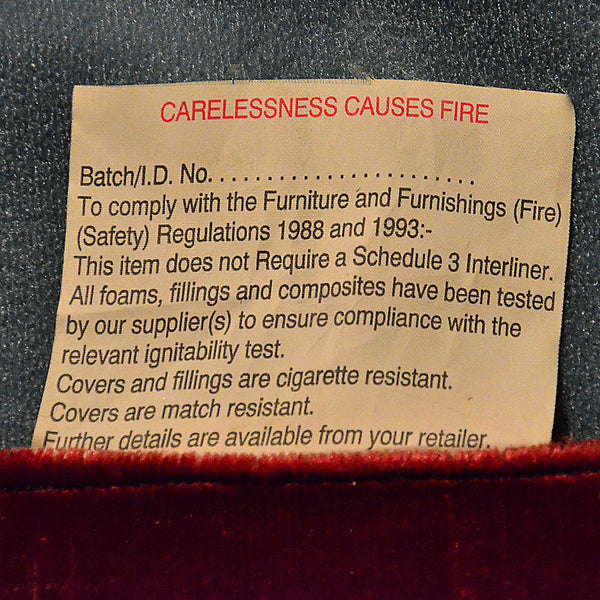 CARELESSNESS CAUSES FIRE
Batch/I.D. No. . . . . . . . . . . . . . . . . . . . . . .
To comply with the Furniture and Furnishings (Fire)
(Safety) Regulations 1988 and 1993:-
This item does not Require a Schedule 3 Interliner.
All foams, fillings and composites have been tested
by our supplier(s) to ensure compliance with the
relevant ignitability test.
Covers and fillings are cigarette resistant.
Covers are match resistant.
Further details are available from your retailer.